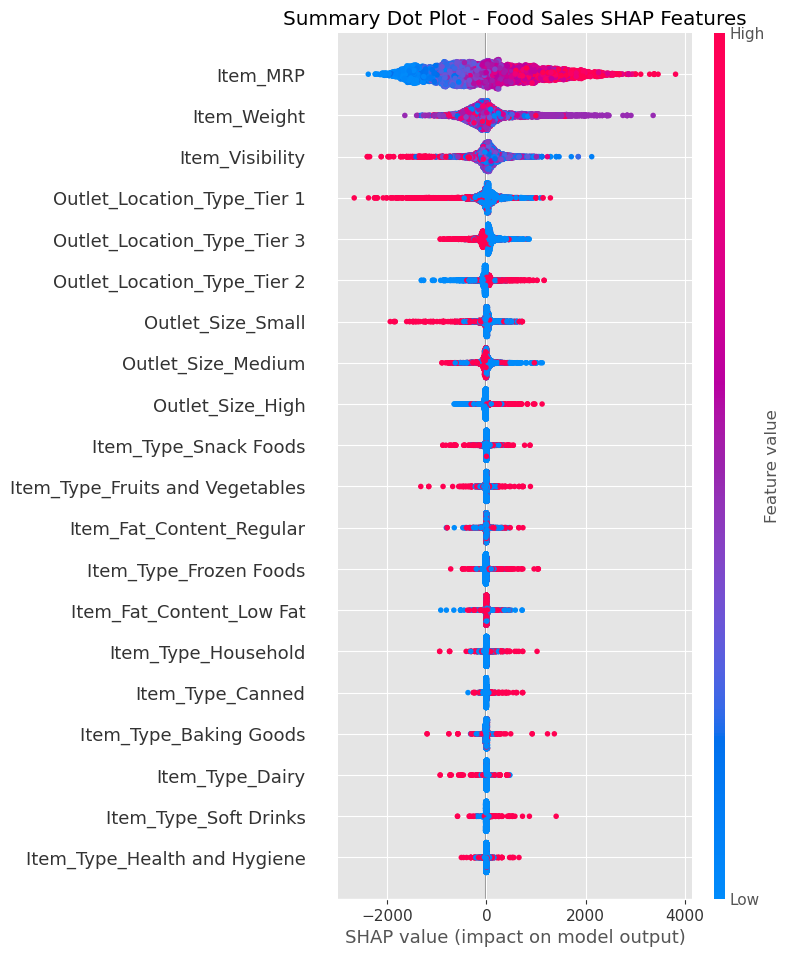 Summary Dot Plot - Food Sales SHAP Features
High
Item_MRP
Item_Weight
Item_Visibility
Outlet_Location_Type_Tier 1
Outlet_Location_Type_Tier 3
Outlet_Location_Type_Tier 2
Outlet_Size_Small
Outlet_Size_Medium
Outlet_Size_High
Item_Type_Snack Foods
Item_Type_Fruits and Vegetables
Item_Fat_Content_Regular
Item_Type_Frozen Foods
Item_Fat_Content_Low Fat
Item_Type_Household
Item_Type_Canned
Item_Type_Baking Goods
Item_Type_Dairy
Item_Type_Soft Drinks
Item_Type_Health and Hygiene
Feature value
Low
−2000 0 2000 4000
SHAP value (impact on model output)